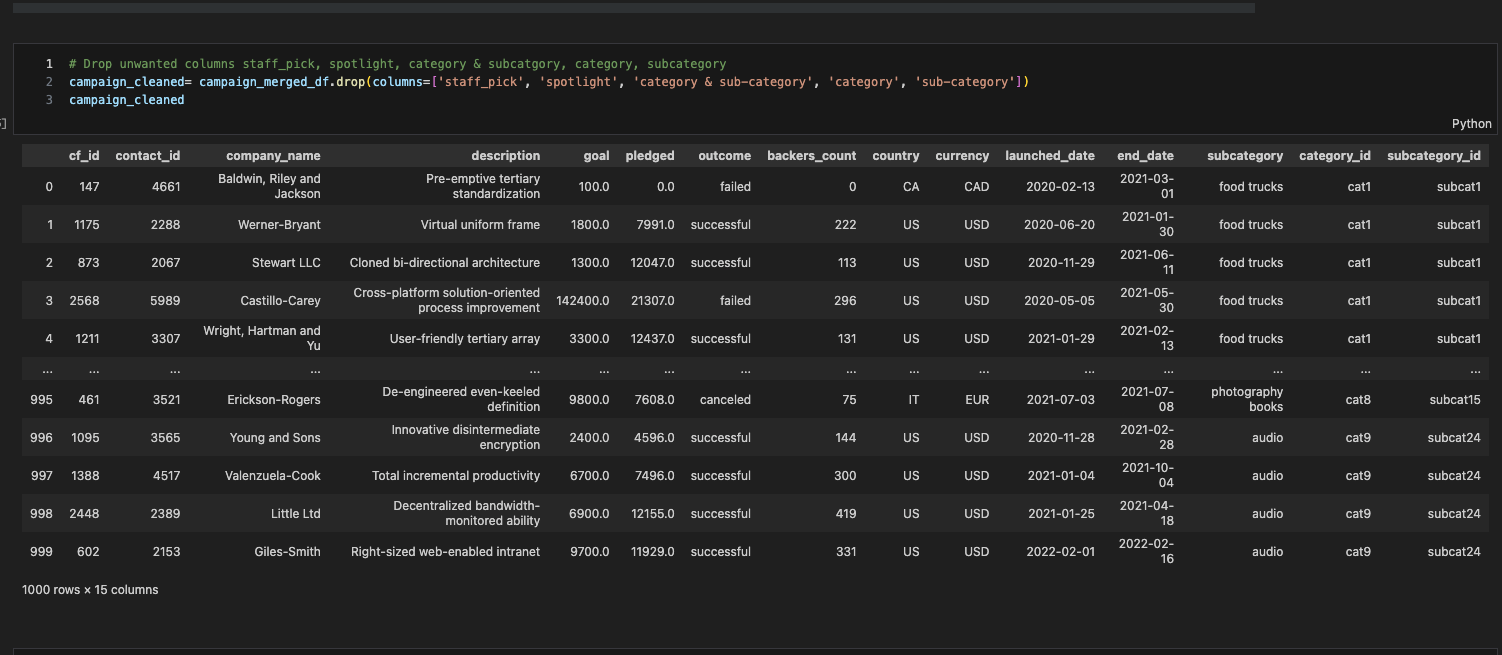 1 # Drop unwanted columns staff_pick, spotlight, category & subcatgory, category, subcategory
2 campaign_cleaned= campaign_merged_df.drop(columns=['staff_pick', 'spotlight', 'category & sub-category', 'category', 'sub-category'])
3 campaign_cleaned
Python
cf_id contact_id company_name description goal pledged outcome backers_count country currency launched_date end_date subcategory category_id subcategory_id
0 147 4661 Baldwin, Riley and Jackson Pre-emptive tertiary standardization 100.0 0.0 failed 0 CA CAD 2020-02-13 2021-03-01 food trucks cat1 subcat1
1 1175 2288 Werner-Bryant Virtual uniform frame 1800.0 7991.0 successful 222 US USD 2020-06-20 2021-01-30 food trucks cat1 subcat1
2 873 2067 Stewart LLC Cloned bi-directional architecture 1300.0 12047.0 successful 113 US USD 2020-11-29 2021-06-11 food trucks cat1 subcat1
3 2568 5989 Castillo-Carey Cross-platform solution-oriented process improvement 142400.0 21307.0 failed 296 US USD 2020-05-05 2021-05-30 food trucks cat1 subcat1
4 1211 3307 Wright, Hartman and Yu User-friendly tertiary array 3300.0 12437.0 successful 131 US USD 2021-01-29 2021-02-13 food trucks cat1 subcat1
... ... ... ... ... ... ... ... ... ... ... ... ... ... ... ...
995 461 3521 Erickson-Rogers De-engineered even-keeled definition 9800.0 7608.0 canceled 75 IT EUR 2021-07-03 2021-07-08 photography books cat8 subcat15
996 1095 3565 Young and Sons Innovative disintermediate encryption 2400.0 4596.0 successful 144 US USD 2020-11-28 2021-02-28 audio cat9 subcat24
997 1388 4517 Valenzuela-Cook Total incremental productivity 6700.0 7496.0 successful 300 US USD 2021-01-04 2021-10-04 audio cat9 subcat24
998 2448 2389 Little Ltd Decentralized bandwidth-monitored ability 6900.0 12155.0 successful 419 US USD 2021-01-25 2021-04-18 audio cat9 subcat24
999 602 2153 Giles-Smith Right-sized web-enabled intranet 9700.0 11929.0 successful 331 US USD 2022-02-01 2022-02-16 audio cat9 subcat24
1000 rows × 15 columns